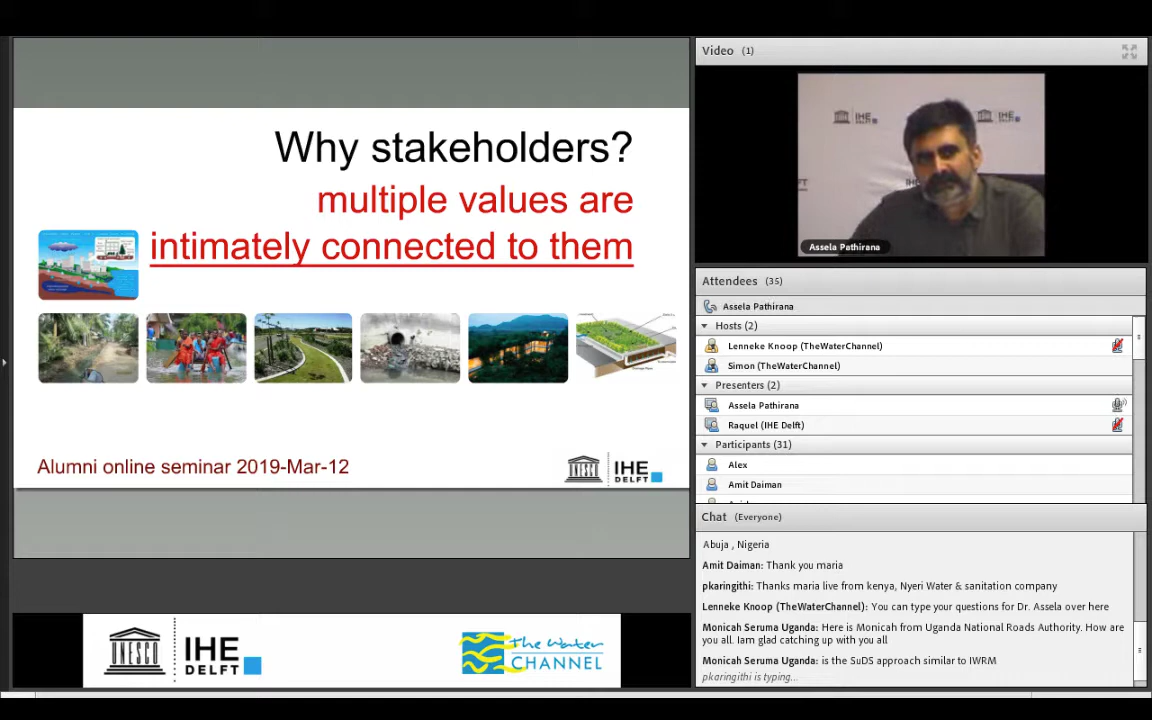 Why stakeholders?
multiple values are
intimately connected to them
Alumni online seminar 2019-Mar-12
UNESCO
IHE
DELFT
UNESCO
IHE
DELFT
the Water
CHANNEL
Video (1)
IHE
DELFT
IHE
DELFT
Assela Pathirana
Attendees (35)
Assela Pathirana
Hosts (2)
Lenneke Knoop (TheWaterChannel)
Simon (TheWaterChannel)
Presenters (2)
Assela Pathirana
Raquel (IHE Delft)
Participants (31)
Alex
Amit Daiman
Chat (Everyone)
Abuja , Nigeria
Amit Daiman: Thank you maria
pkaringithi: Thanks maria live from kenya, Nyeri Water & sanitation company
Lenneke Knoop (TheWaterChannel): You can type your questions for Dr. Assela over here
Monicah Seruma Uganda: Here is Monicah from Uganda National Roads Authority. How are
you all. Iam glad catching up with you all
Monicah Seruma Uganda: is the SuDS approach similar to IWRM
pkaringithi is typing...